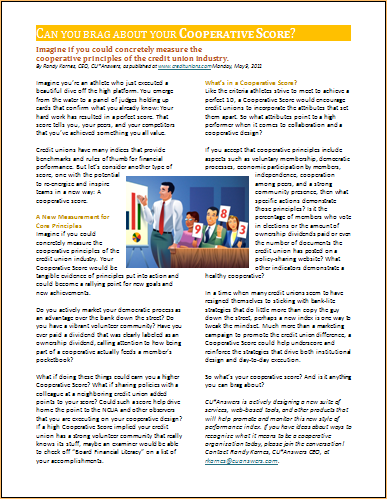 CAN YOU BRAG ABOUT YOUR COOPERATIVE SCORE?
Imagine if you could concretely measure the
cooperative principles of the credit union industry.
By Randy Karnes, CEO, CU*Answers, as published at www.creditunions.com Monday, May 9, 2011
Imagine you're an athlete who just executed a
beautiful dive off the high platform. You emerge
from the water to a panel of judges holding up
cards that confirm what you already know: Your
hard work has resulted in a perfect score. That
score tells you, your peers, and your competitors
that you've achieved something you all value.
Credit unions have many indices that provide
benchmarks and rules of thumb for financial
performance. But let's consider another type of
score, one with the potential
to re-energize and inspire
teams in a new way: A
cooperative score.
A New Measurement for
Core Principles
Imagine if you could
concretely measure the
cooperative principles of the
credit union industry. Your
Cooperative Score would be
tangible evidence of principles put into action and
could become a rallying point for new goals and
new achievements.
Do you actively market your democratic process as
an advantage over the bank down the street? Do
you have a vibrant volunteer community? Have you
ever paid a dividend that was clearly labeled as an
ownership dividend, calling attention to how being
part of a cooperative actually feeds a member's
pocketbook?
What if doing these things could earn you a higher
Cooperative Score? What if sharing policies with a
colleague at a neighboring credit union added
points to your score? Could such a score help drive
home the point to the NCUA and other observers
that you are executing on your cooperative design?
If a high Cooperative Score implied your credit
union has a strong volunteer community that really
knows its stuff, maybe an examiner would be able
to check off "Board Financial Literacy" on a list of
your accomplishments.
What's in a Cooperative Score?
Like the criteria athletes strive to meet to achieve a
perfect 10, a Cooperative Score would encourage
credit unions to incorporate the attributes that set
them apart. So what attributes point to a high
performer when it comes to collaboration and a
cooperative design?
If you accept that cooperative principles include
aspects such as voluntary membership, democratic
processes, economic participation by members,
independence, cooperation
among peers, and a strong
community presence, then what
specific actions demonstrate
those principles? Is it the
percentage of members who vote
in elections or the amount of
ownership dividends paid or even
the number of documents the
credit union has posted on a
policy-sharing website? What
other indicators demonstrate a
healthy cooperative?
In a time when many credit unions seem to have
resigned themselves to sticking with bank-like
strategies that do little more than copy the guy
down the street, perhaps a new index is one way to
tweak the mindset. Much more than a marketing
campaign to promote the credit union difference, a
Cooperative Score could help underscore and
reinforce the strategies that drive both institutional
design and day-to-day execution.
So what's your cooperative score? And is it anything
you can brag about?
CU*Answers is actively designing a new suite of
services, web-based tools, and other products that
will help promote and monitor this new style of
performance index. If you have ideas about ways to
recognize what it means to be a cooperative
organization today, please join the conversation!
Contact Randy Karnes, CU*Answers CEO, at
rkarnes@cuanswers.com.
9
8
3